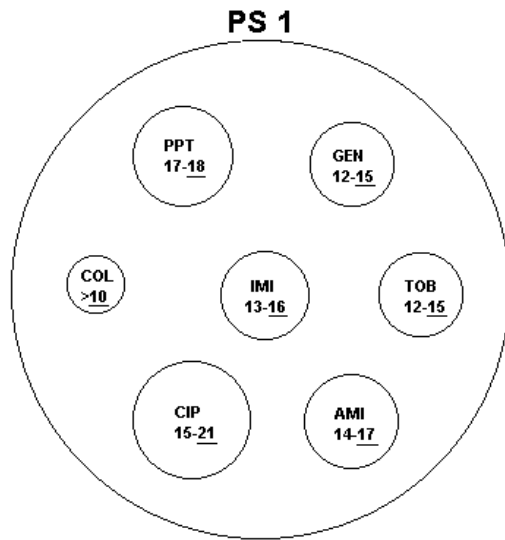 PS 1
PPT
17-18
GEN
12-15
COL
>10
IMI
13-16
TOB
12-15
CIP
15-21
AMI
14-17